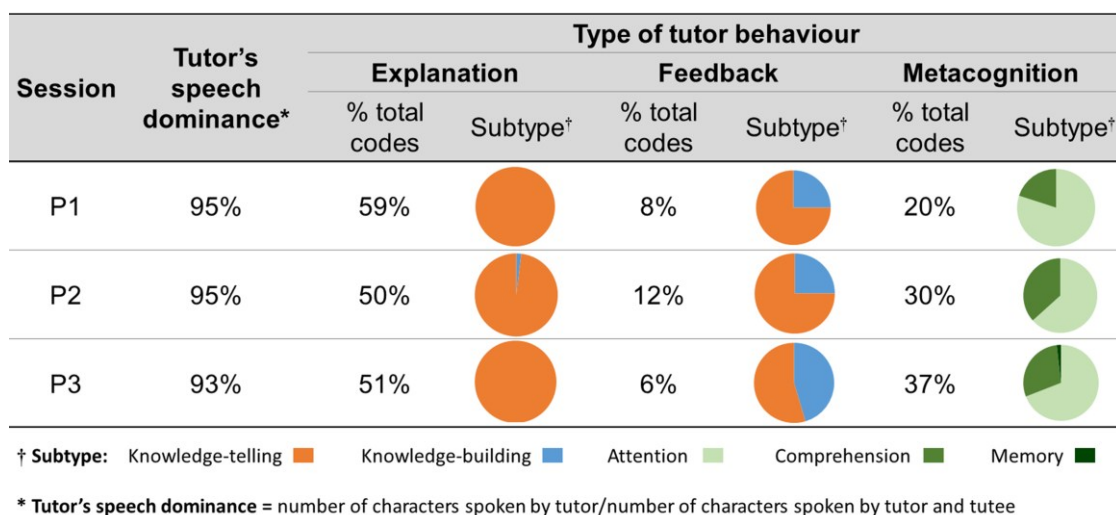 Type of tutor behaviour
Session Tutor's speech dominance* Explanation Feedback Metacognition
% total codes Subtype† % total codes Subtype† % total codes Subtype†
P1 95% 59% 8% 20%
P2 95% 50% 12% 30%
P3 93% 51% 6% 37%
† Subtype: Knowledge-telling Knowledge-building Attention Comprehension Memory
* Tutor's speech dominance = number of characters spoken by tutor/number of characters spoken by tutor and tutee